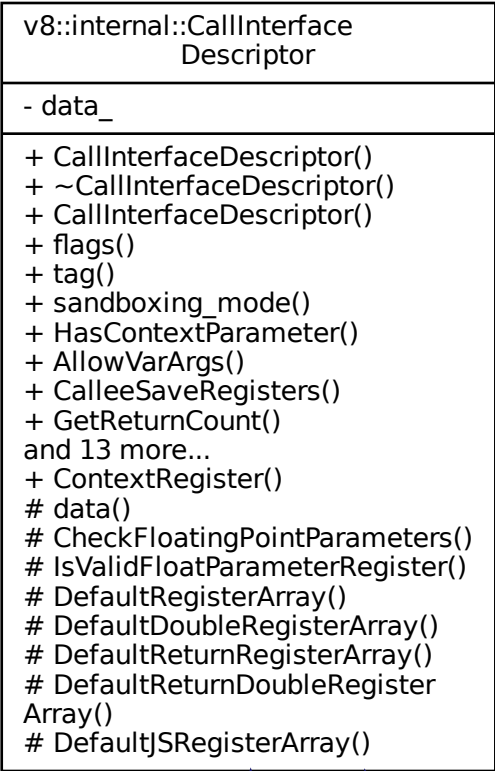 v8::internal::CallInterface
Descriptor
- data_
+ CallInterfaceDescriptor()
+ ~CallInterfaceDescriptor()
+ CallInterfaceDescriptor()
+ flags()
+ tag()
+ sandboxing_mode()
+ HasContextParameter()
+ AllowVarArgs()
+ CalleeSaveRegisters()
+ GetReturnCount()
and 13 more...
+ ContextRegister()
# data()
# CheckFloatingPointParameters()
# IsValidFloatParameterRegister()
# DefaultRegisterArray()
# DefaultDoubleRegisterArray()
# DefaultReturnRegisterArray()
# DefaultReturnDoubleRegister
Array()
# DefaultJSRegisterArray()